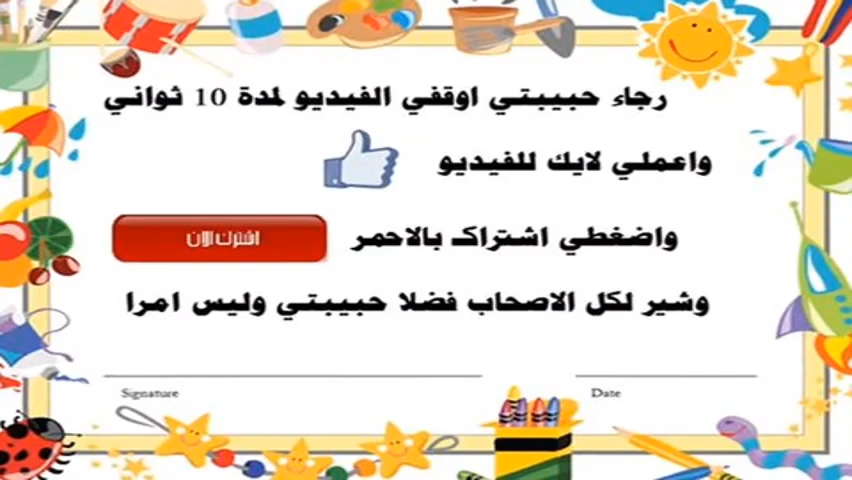 رجاء حبيبتي اوقفي الفيديو لمدة 10 ثواني
واعملي لايك للفيديو
واضغطي اشتراك بالاحمر اشترك الان
وشير لكل الاصحاب فضلا حبيبتي وليس امرا
Signature Date